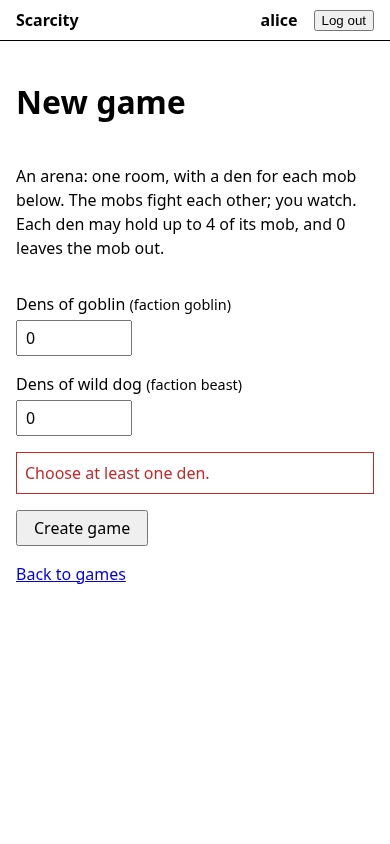 Scarcity
alice
Log out
New game
An arena: one room, with a den for each mob
below. The mobs fight each other; you watch.
Each den may hold up to 4 of its mob, and 0
leaves the mob out.
Dens of goblin (faction goblin)
0
Dens of wild dog (faction beast)
0
Choose at least one den.
Create game
Back to games